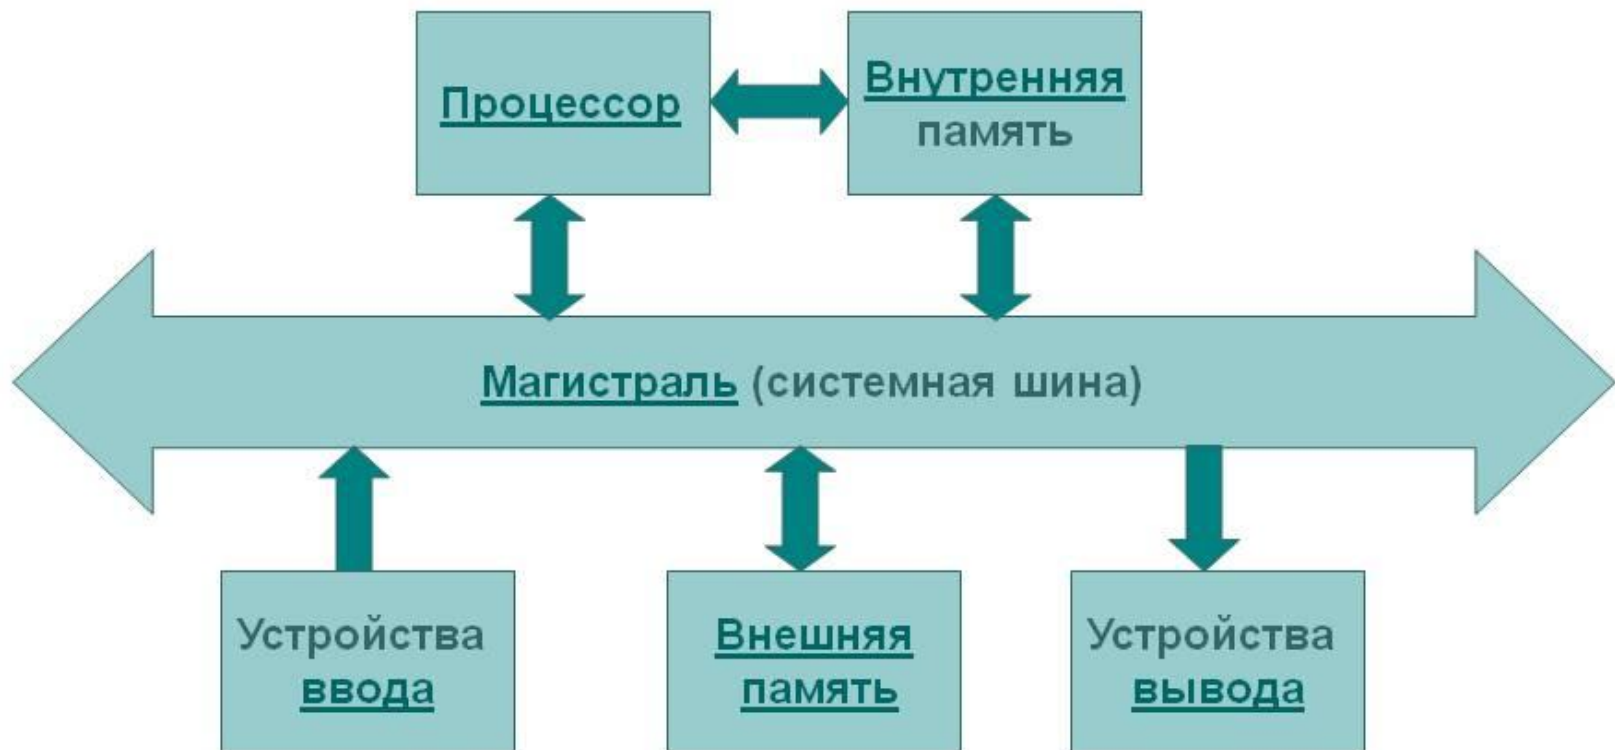 Процессор
Внутренняя
память
Магистраль (системная шина)
Устройства
ввода
Внешняя
память
Устройства
вывода